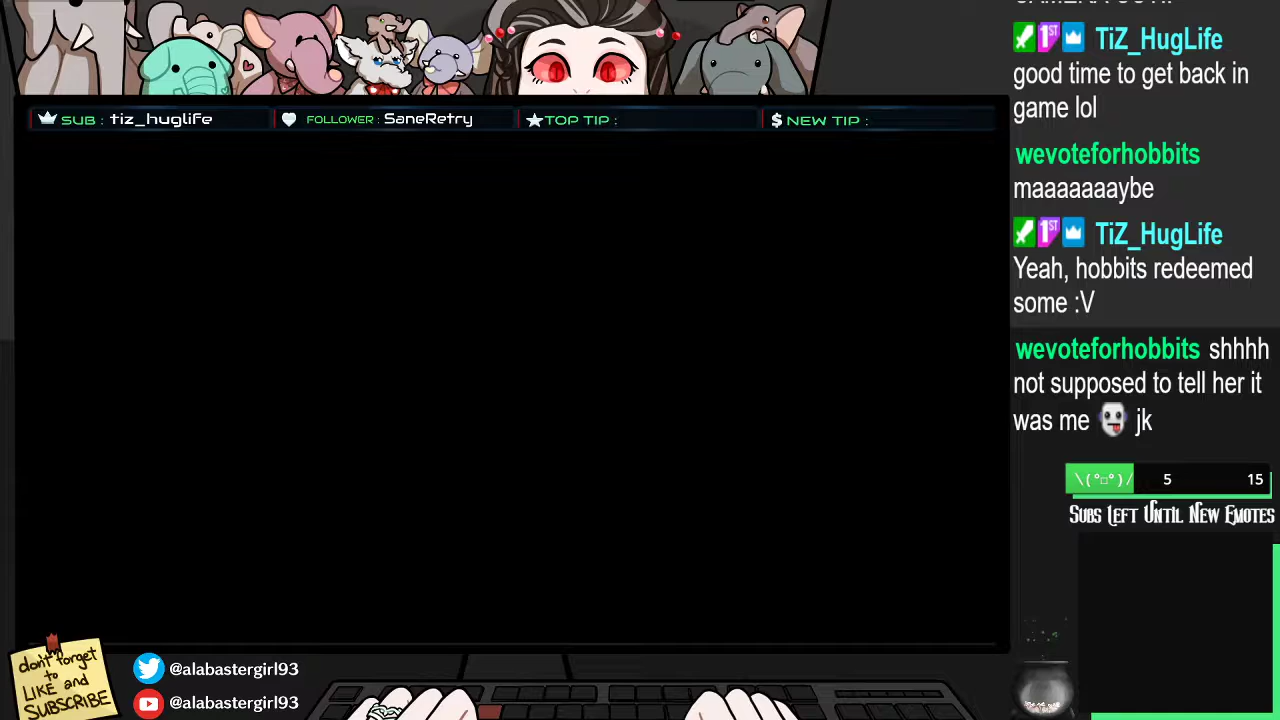 SUB : tiz_huglife
FOLLOWER : SaneRetry
TOP TIP :
$ NEW TIP :
TiZ_HugLife
good time to get back in
game lol
wevoteforhobbits
maaaaaaaybe
TiZ_HugLife
Yeah, hobbits redeemed
some :V
wevoteforhobbits shhhh
not supposed to tell her it
was me jk
\(°□°)/ 5 15
Subs Left Until New Emotes
don't forget
to
LIKE and
SUBSCRIBE
@alabastergirl93
@alabastergirl93